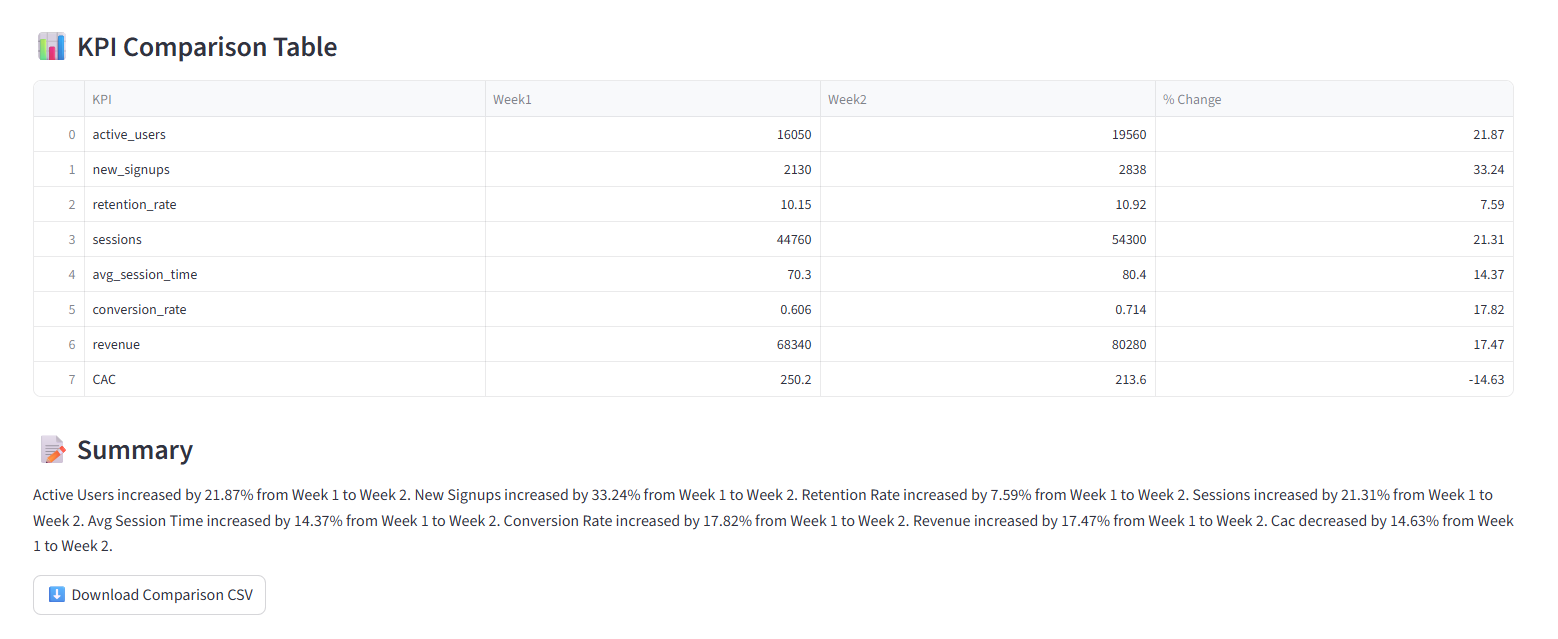 KPI Comparison Table
KPI Week1 Week2 % Change
0 active_users 16050 19560 21.87
1 new_signups 2130 2838 33.24
2 retention_rate 10.15 10.92 7.59
3 sessions 44760 54300 21.31
4 avg_session_time 70.3 80.4 14.37
5 conversion_rate 0.606 0.714 17.82
6 revenue 68340 80280 17.47
7 CAC 250.2 213.6 -14.63
Summary
Active Users increased by 21.87% from Week 1 to Week 2. New Signups increased by 33.24% from Week 1 to Week 2. Retention Rate increased by 7.59% from Week 1 to Week 2. Sessions increased by 21.31% from Week 1 to
Week 2. Avg Session Time increased by 14.37% from Week 1 to Week 2. Conversion Rate increased by 17.82% from Week 1 to Week 2. Revenue increased by 17.47% from Week 1 to Week 2. Cac decreased by 14.63% from Week
1 to Week 2.
Download Comparison CSV